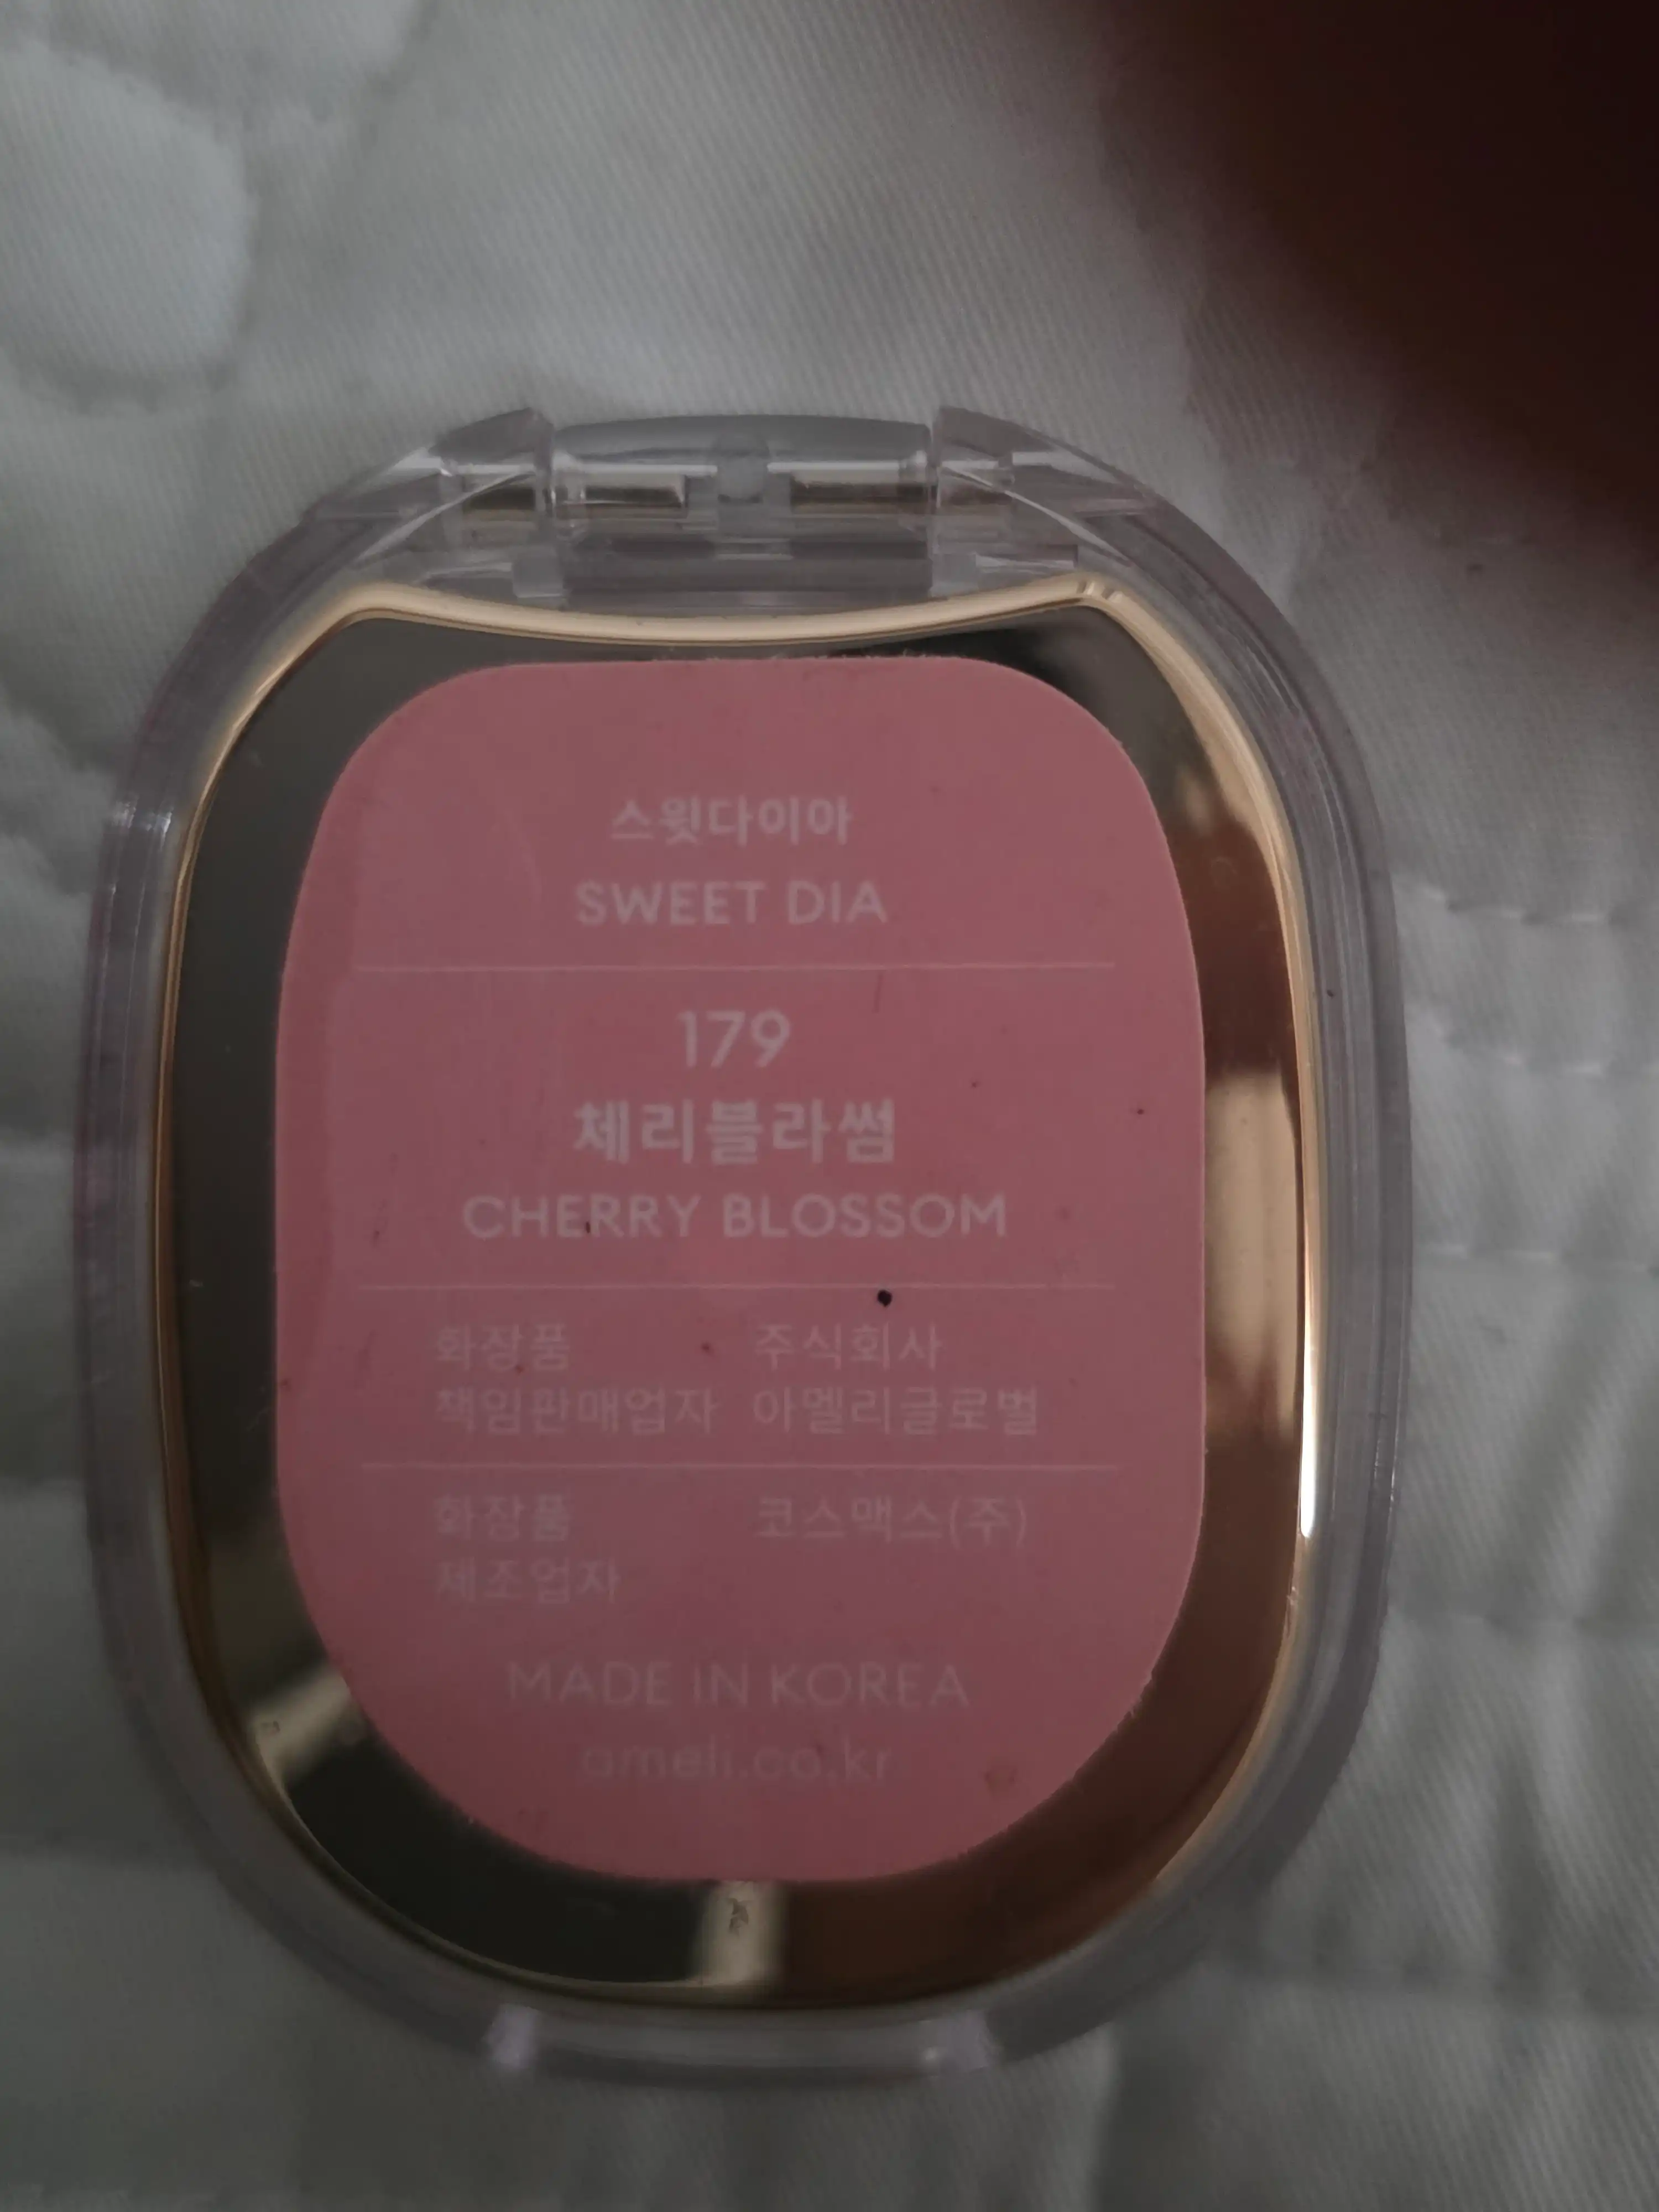 스윗다이아
SWEET DIA
179
체리블라썸
CHERRY BLOSSOM
화장품 주식회사
책임판매업자 아멜리글로벌
화장품 코스맥스(주)
제조업자
MADE IN KOREA
ameli.co.kr